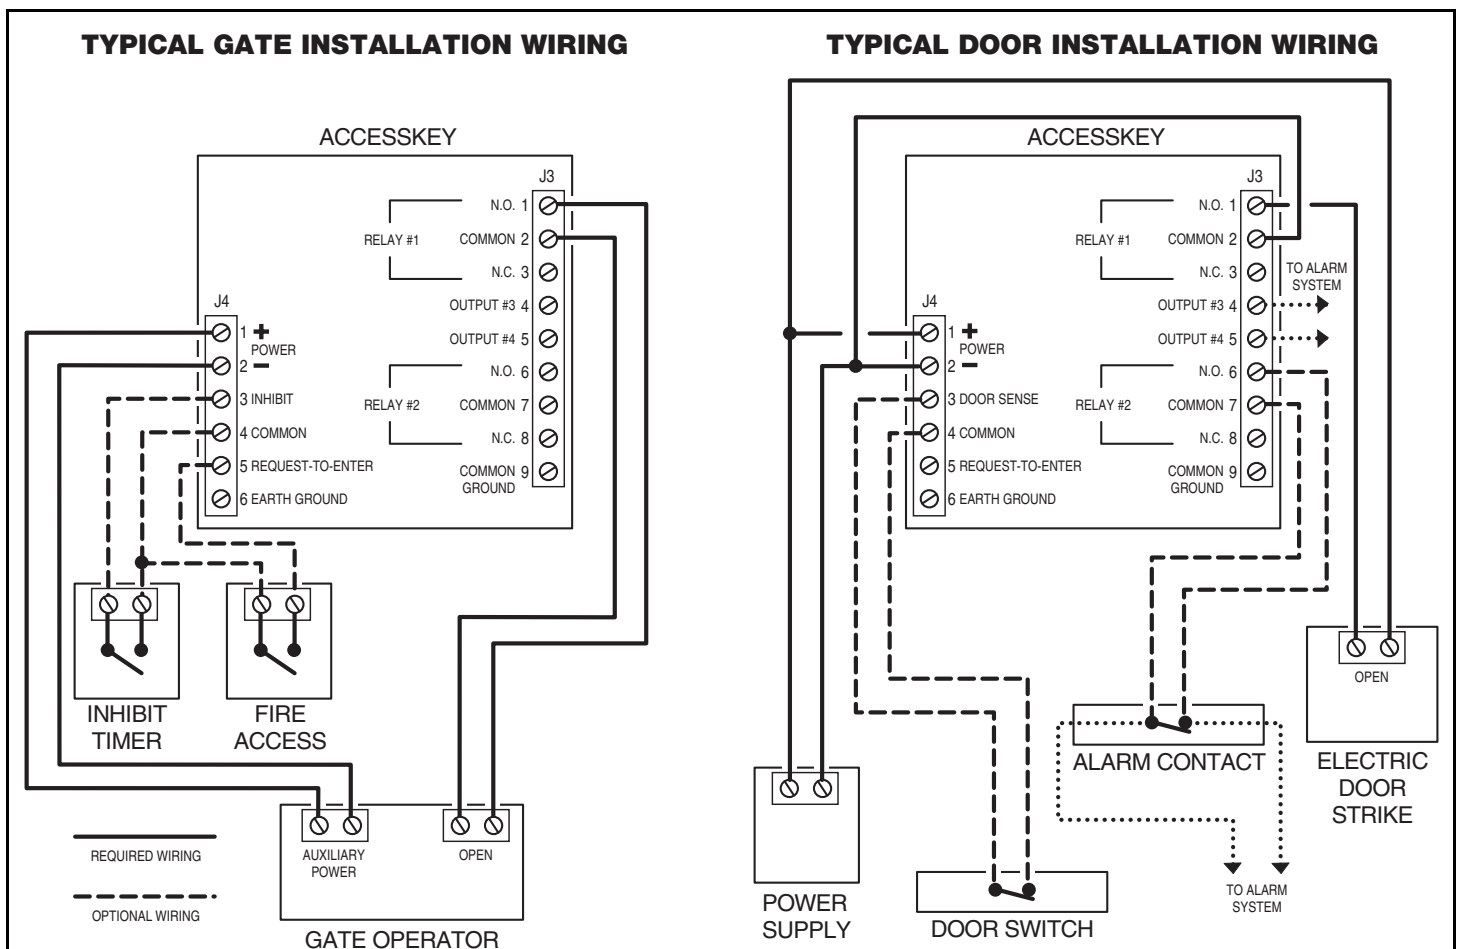 TYPICAL GATE INSTALLATION WIRING
ACCESSKEY
J3
N.O. 1
RELAY #1
COMMON 2
N.C. 3
OUTPUT #3 4
OUTPUT #4 5
N.O. 6
RELAY #2
COMMON 7
N.C. 8
COMMON 9
GROUND
J4
1 +
POWER
2 –
3 INHIBIT
4 COMMON
5 REQUEST-TO-ENTER
6 EARTH GROUND
INHIBIT
TIMER
FIRE
ACCESS
AUXILIARY
POWER
OPEN
GATE OPERATOR
REQUIRED WIRING
OPTIONAL WIRING
TYPICAL DOOR INSTALLATION WIRING
ACCESSKEY
J3
N.O. 1
RELAY #1
COMMON 2
N.C. 3
TO ALARM
SYSTEM
OUTPUT #3 4
OUTPUT #4 5
N.O. 6
RELAY #2
COMMON 7
N.C. 8
COMMON 9
GROUND
J4
1 +
POWER
2 –
3 DOOR SENSE
4 COMMON
5 REQUEST-TO-ENTER
6 EARTH GROUND
OPEN
ELECTRIC
DOOR
STRIKE
ALARM CONTACT
TO ALARM
SYSTEM
POWER
SUPPLY
DOOR SWITCH